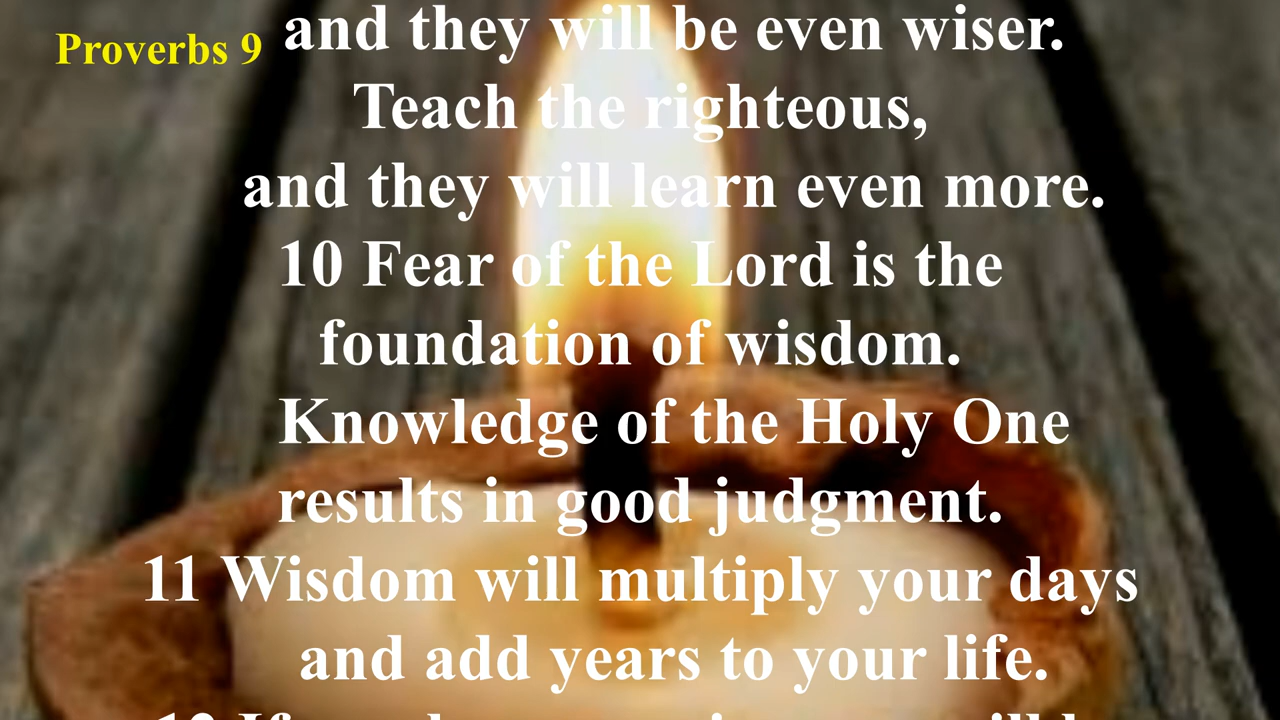 Proverbs 9
and they will be even wiser.
Teach the righteous,
and they will learn even more.
10 Fear of the Lord is the
foundation of wisdom.
Knowledge of the Holy One
results in good judgment.
11 Wisdom will multiply your days
and add years to your life.